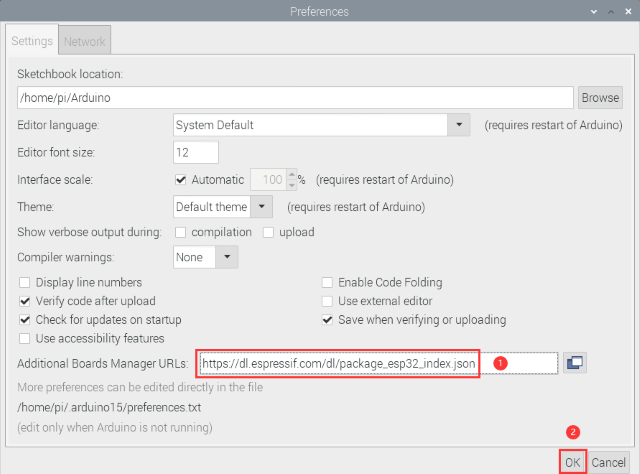 Preferences
Settings
Network
Sketchbook location:
/home/pi/Arduino
Browse
Editor language:
System Default
(requires restart of Arduino)
Editor font size:
12
Interface scale:
Automatic
100
%
(requires restart of Arduino)
Theme:
Default theme
(requires restart of Arduino)
Show verbose output during:
compilation
upload
Compiler warnings:
None
Display line numbers
Enable Code Folding
Verify code after upload
Use external editor
Check for updates on startup
Save when verifying or uploading
Use accessibility features
Additional Boards Manager URLs:
https://dl.espressif.com/dl/package_esp32_index.json
1
More preferences can be edited directly in the file
/home/pi/.arduino15/preferences.txt
(edit only when Arduino is not running)
2
OK
Cancel